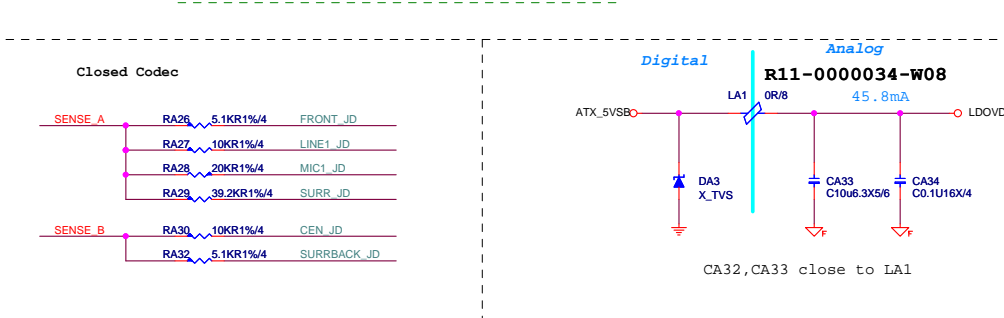 Closed Codec
SENSE_A
RA26 5.1KR1%/4 FRONT_JD
RA27 10KR1%/4 LINE1_JD
RA28 20KR1%/4 MIC1_JD
RA29 39.2KR1%/4 SURR_JD
SENSE_B
RA30 10KR1%/4 CEN_JD
RA32 5.1KR1%/4 SURRBACK_JD
Digital
Analog
R11-0000034-W08
LA1 0R/8
45.8mA
ATX_5VSB
LDOVD
DA3
X_TVS
CA33
C10u6.3X5/6
CA34
C0.1U16X/4
F
F
CA32,CA33 close to LA1